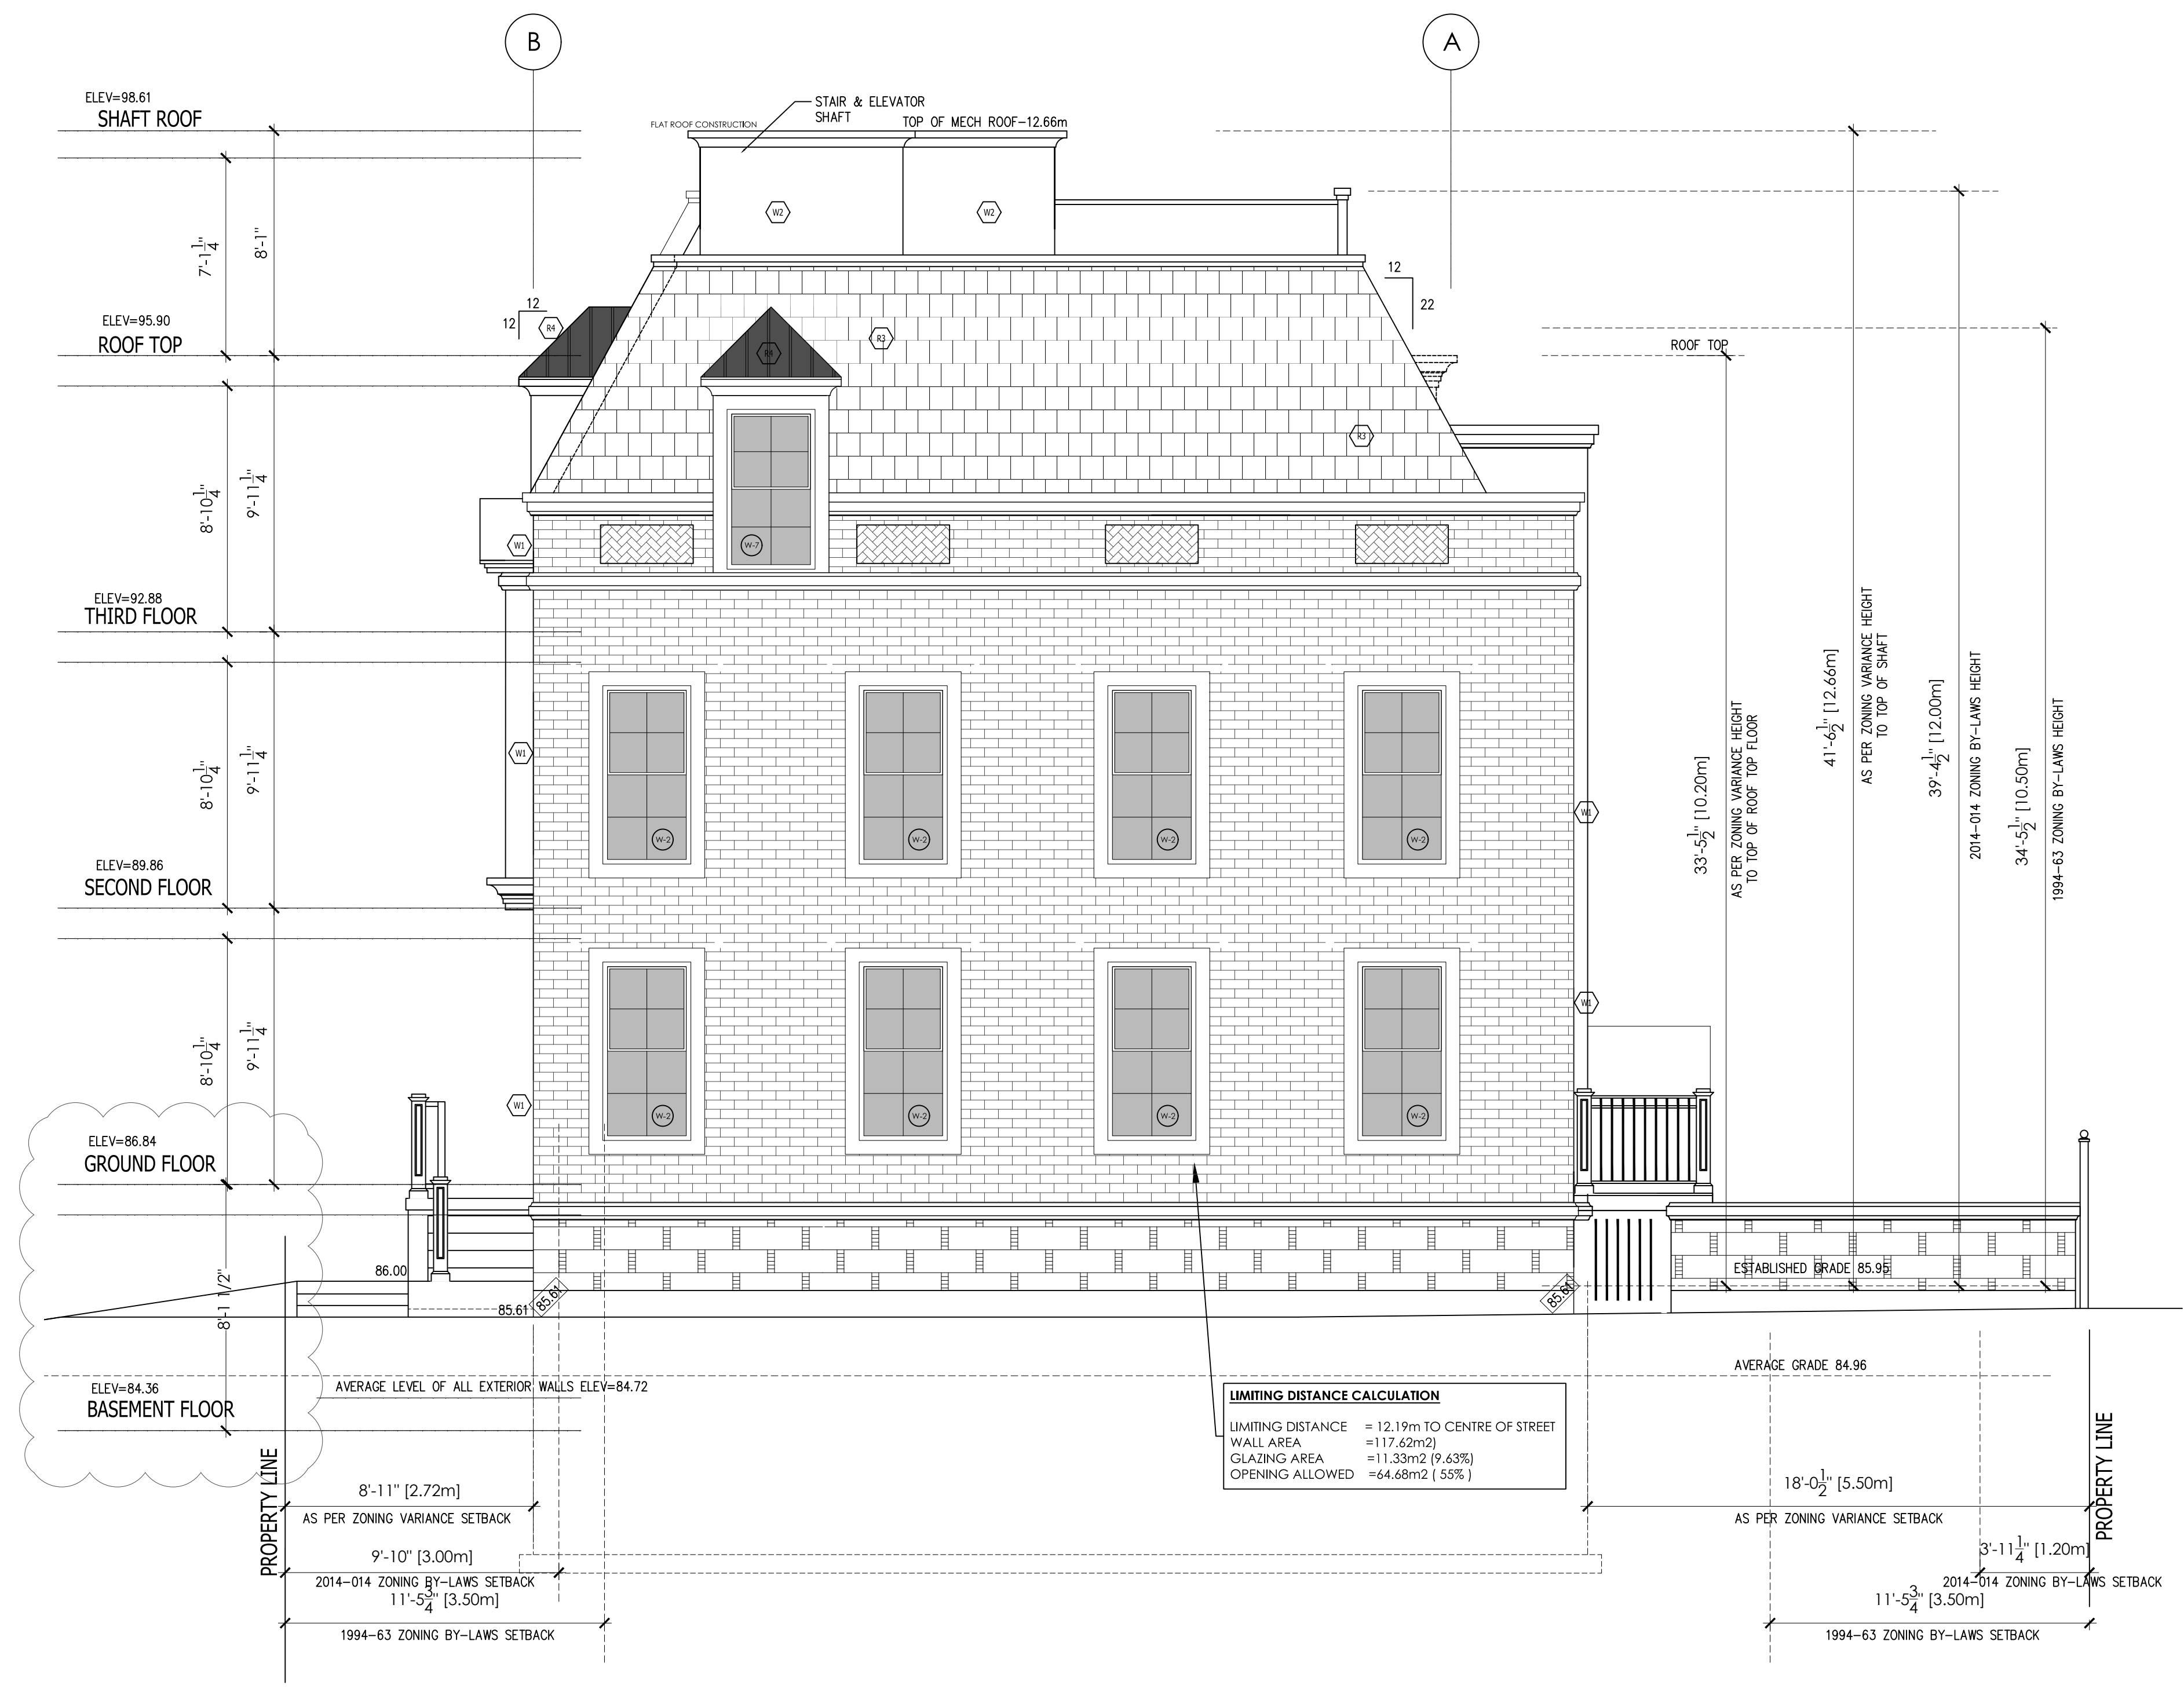 B
A
ELEV=98.61
SHAFT ROOF
STAIR & ELEVATOR
SHAFT
FLAT ROOF CONSTRUCTION
TOP OF MECH ROOF-12.66m
W2
W2
7'-1 1/4"
8'-1"
12
22
12
12
R4
R4
R3
R3
ELEV=95.90
ROOF TOP
ROOF TOP
8'-10 1/4"
9'-11 1/4"
W1
W-7
ELEV=92.88
THIRD FLOOR
8'-10 1/4"
9'-11 1/4"
W1
W-2
W-2
W-2
W-2
W1
33'-5 1/2" [10.20m]
AS PER ZONING VARIANCE HEIGHT
TO TOP OF ROOF TOP FLOOR
41'-6 1/2" [12.66m]
AS PER ZONING VARIANCE HEIGHT
TO TOP OF SHAFT
39'-4 1/2" [12.00m]
2014-014 ZONING BY-LAWS HEIGHT
34'-5 1/2" [10.50m]
1994-63 ZONING BY-LAWS HEIGHT
ELEV=89.86
SECOND FLOOR
8'-10 1/4"
9'-11 1/4"
W1
W1
W-2
W-2
W-2
W-2
ELEV=86.84
GROUND FLOOR
8'-1 1/2"
86.00
85.61
85.61
85.61
ESTABLISHED GRADE 85.95
AVERAGE GRADE 84.96
ELEV=84.36
BASEMENT FLOOR
AVERAGE LEVEL OF ALL EXTERIOR WALLS ELEV=84.72
LIMITING DISTANCE CALCULATION
LIMITING DISTANCE = 12.19m TO CENTRE OF STREET
WALL AREA =117.62m2)
GLAZING AREA =11.33m2 (9.63%)
OPENING ALLOWED =64.68m2 ( 55% )
PROPERTY LINE
PROPERTY LINE
8'-11" [2.72m]
AS PER ZONING VARIANCE SETBACK
9'-10" [3.00m]
2014-014 ZONING BY-LAWS SETBACK
11'-5 3/4" [3.50m]
1994-63 ZONING BY-LAWS SETBACK
18'-0 1/2" [5.50m]
AS PER ZONING VARIANCE SETBACK
3'-11 1/4" [1.20m]
2014-014 ZONING BY-LAWS SETBACK
11'-5 3/4" [3.50m]
1994-63 ZONING BY-LAWS SETBACK